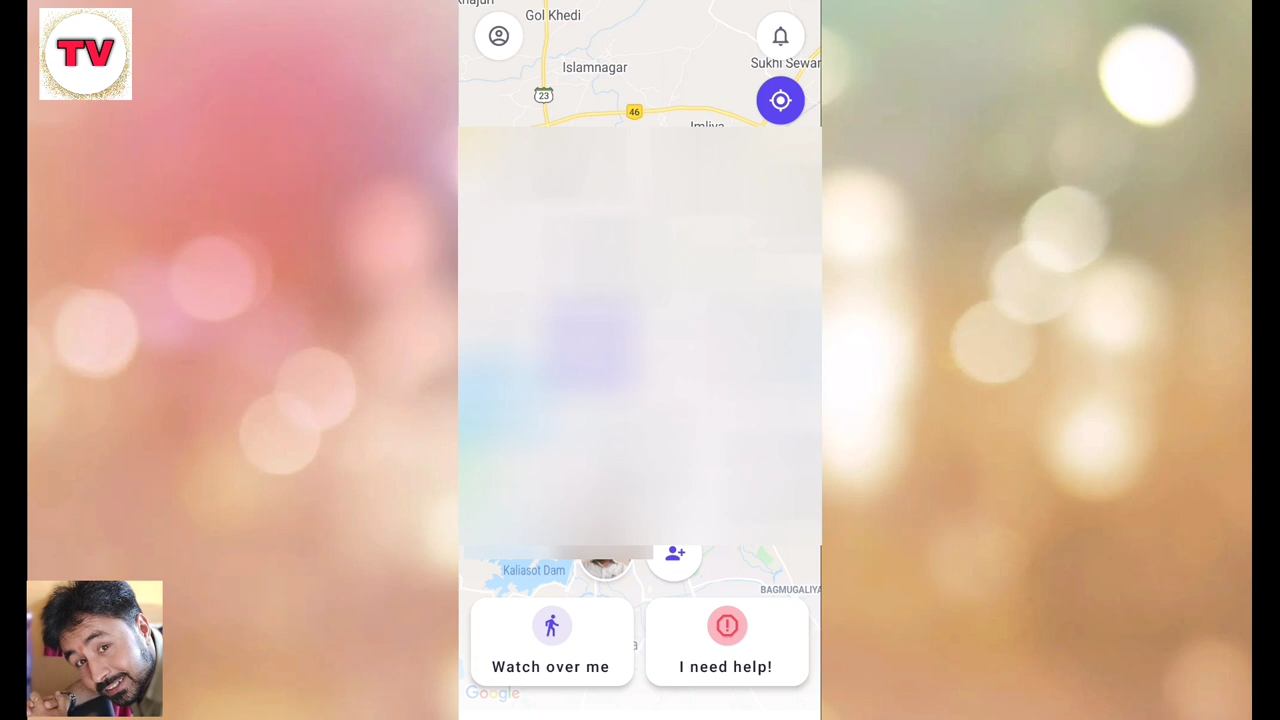 TV
Gol Khedi
Islamnagar
Sukhi Sewar
23
46
Kaliasot Dam
BAGMUGALIYA
Watch over me
I need help!
Google